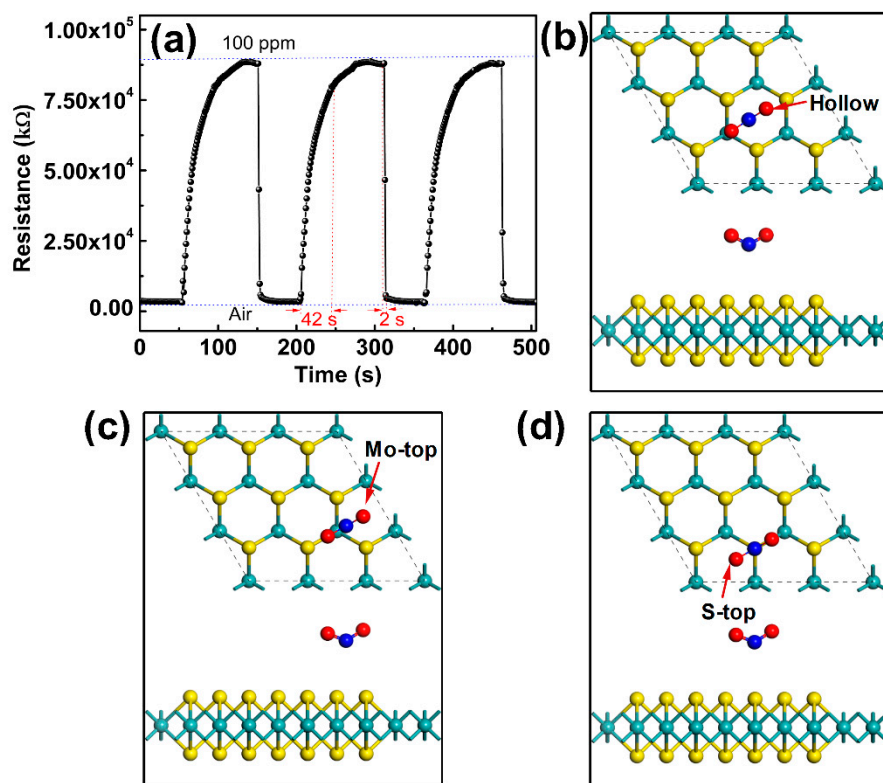 (a)
100 ppm
Resistance (kΩ)
1.00x10⁵
7.50x10⁴
5.00x10⁴
2.50x10⁴
0.00
Air
42 s
2 s
0 100 200 300 400 500
Time (s)
(b)
Hollow
(c)
Mo-top
(d)
S-top